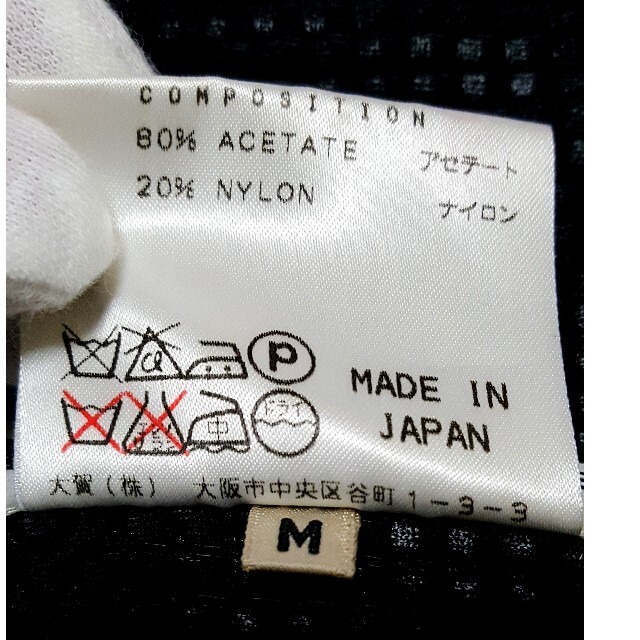 COMPOSITION
80% ACETATE アセテート
20% NYLON ナイロン
P
MADE IN
JAPAN
中 ドライ
大賀(株) 大阪市中央区谷町1-3-3
M